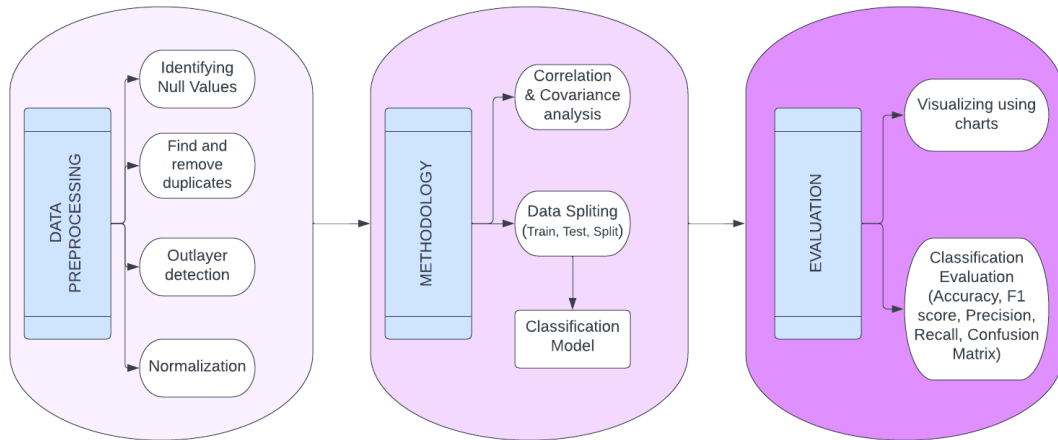 DATA
PREPROCESSING
Identifying
Null Values
Find and
remove
duplicates
Outlayer
detection
Normalization
METHODOLOGY
Correlation
& Covariance
analysis
Data Spliting
(Train, Test, Split)
Classification
Model
EVALUATION
Visualizing using
charts
Classification
Evaluation
(Accuracy, F1
score, Precision,
Recall, Confusion
Matrix)